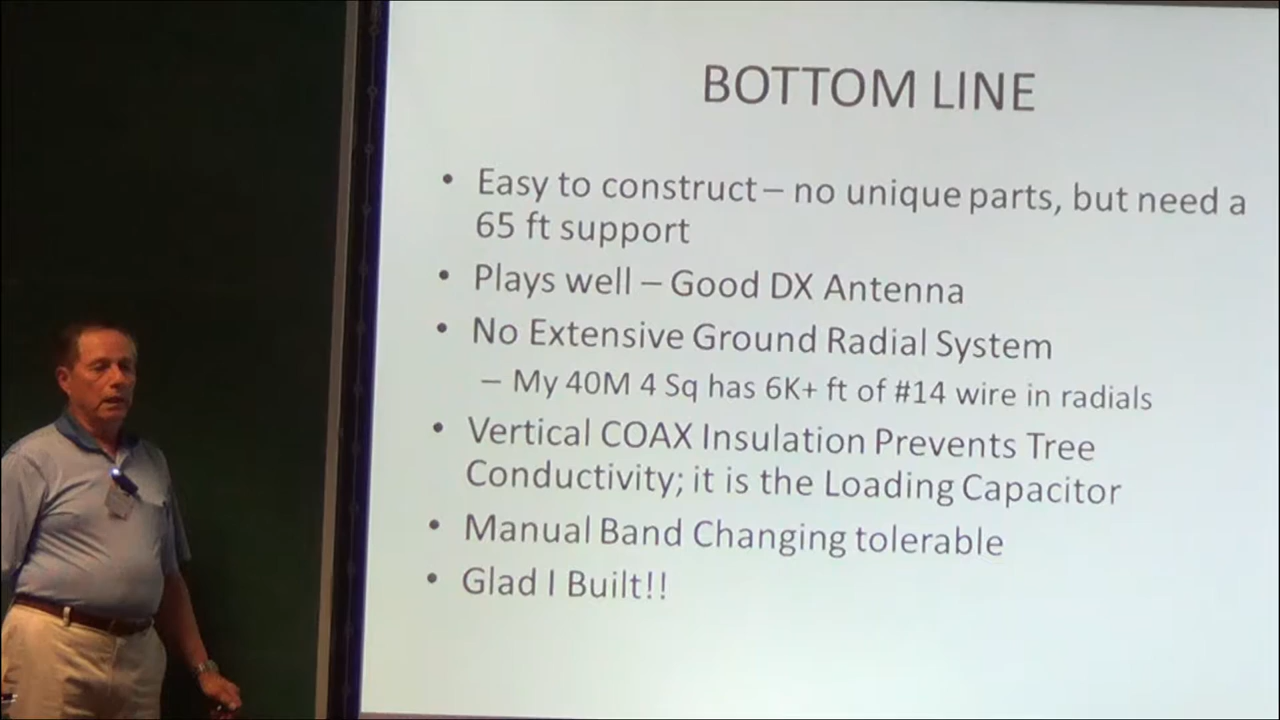 BOTTOM LINE
• Easy to construct – no unique parts, but need a
65 ft support
• Plays well – Good DX Antenna
• No Extensive Ground Radial System
– My 40M 4 Sq has 6K+ ft of #14 wire in radials
• Vertical COAX Insulation Prevents Tree
Conductivity; it is the Loading Capacitor
• Manual Band Changing tolerable
• Glad I Built!!